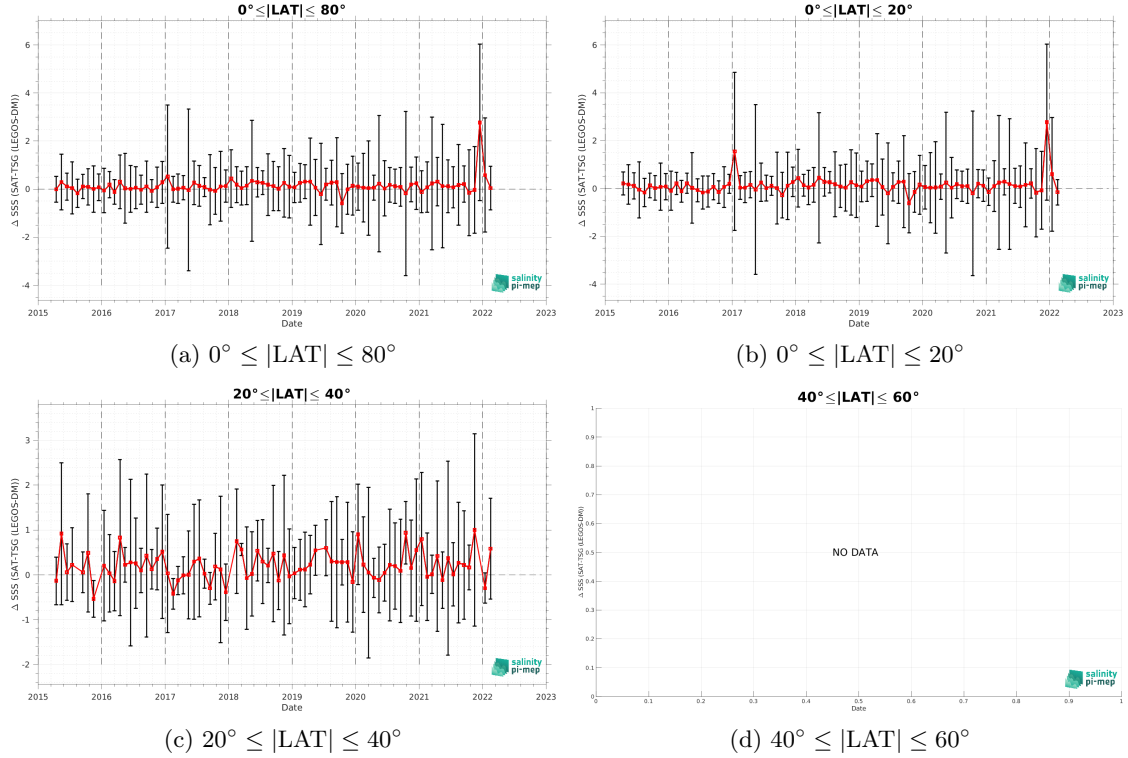 0°≤|LAT|≤ 80°
Δ SSS (SAT-TSG (LEGOS-DM))
6
4
2
0
-2
-4
2015 2016 2017 2018 2019 2020 2021 2022 2023
Date
salinity
pi-mep
(a) 0° ≤ |LAT| ≤ 80°
0°≤|LAT|≤ 20°
Δ SSS (SAT-TSG (LEGOS-DM))
6
4
2
0
-2
-4
2015 2016 2017 2018 2019 2020 2021 2022 2023
Date
salinity
pi-mep
(b) 0° ≤ |LAT| ≤ 20°
20°≤|LAT|≤ 40°
Δ SSS (SAT-TSG (LEGOS-DM))
3
2
1
0
-1
-2
2015 2016 2017 2018 2019 2020 2021 2022 2023
Date
salinity
pi-mep
(c) 20° ≤ |LAT| ≤ 40°
40°≤|LAT|≤ 60°
Δ SSS (SAT-TSG (LEGOS-DM))
1
0.9
0.8
0.7
0.6
0.5
0.4
0.3
0.2
0.1
0
NO DATA
0 0.1 0.2 0.3 0.4 0.5 0.6 0.7 0.8 0.9 1
Date
salinity
pi-mep
(d) 40° ≤ |LAT| ≤ 60°